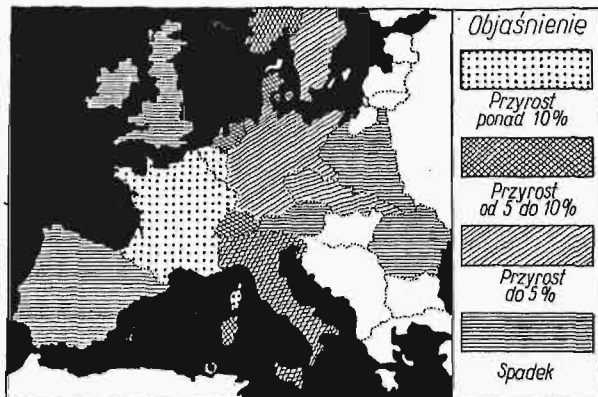 Objaśnienie
Przyrost
ponad 10%
Przyrost
od 5 do 10%
Przyrost
do 5%
Spadek